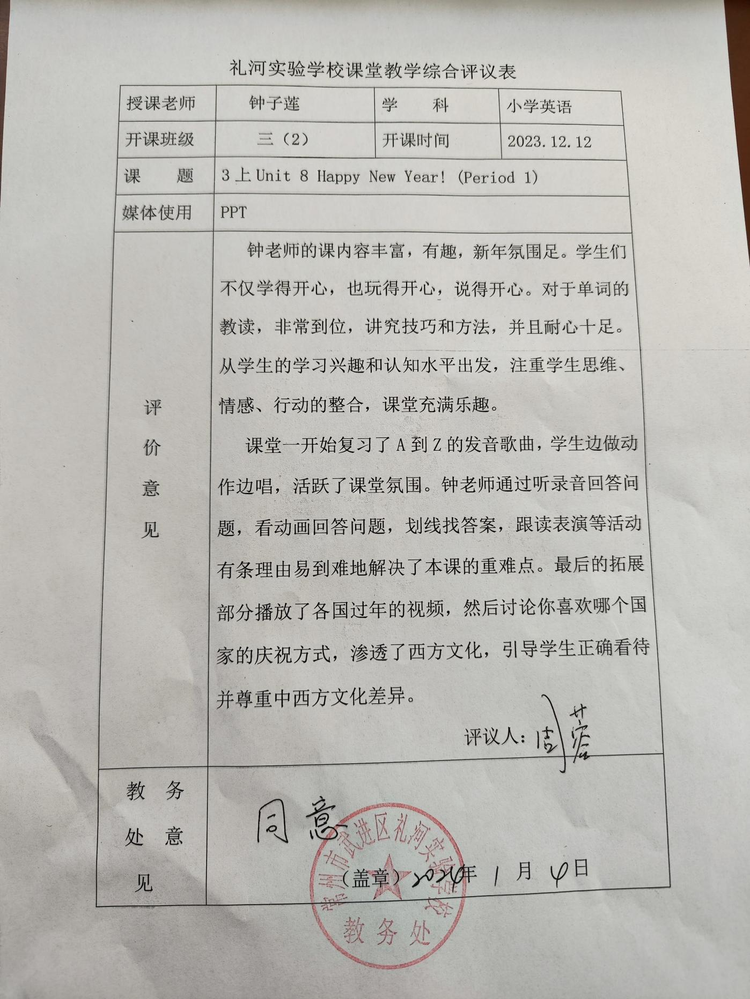 礼河实验学校课堂教学综合评议表
授课老师 钟子莲 学 科 小学英语
开课班级 三（2） 开课时间 2023.12.12
课 题 3上Unit 8 Happy New Year! (Period 1)
媒体使用 PPT
评价意见
钟老师的课内容丰富，有趣，新年氛围足。学生们
不仅学得开心，也玩得开心，说得开心。对于单词的
教读，非常到位，讲究技巧和方法，并且耐心十足。
从学生的学习兴趣和认知水平出发，注重学生思维、
情感、行动的整合，课堂充满乐趣。
课堂一开始复习了A到Z的发音歌曲，学生边做动
作边唱，活跃了课堂氛围。钟老师通过听录音回答问
题，看动画回答问题，划线找答案，跟读表演等活动
有条理由易到难地解决了本课的重难点。最后的拓展
部分播放了各国过年的视频，然后讨论你喜欢哪个国
家的庆祝方式，渗透了西方文化，引导学生正确看待
并尊重中西方文化差异。
评议人：周蓉
教务
处意
见
同意
常州市武进区礼河实验学校
（盖章）2024年1月4日
教务处